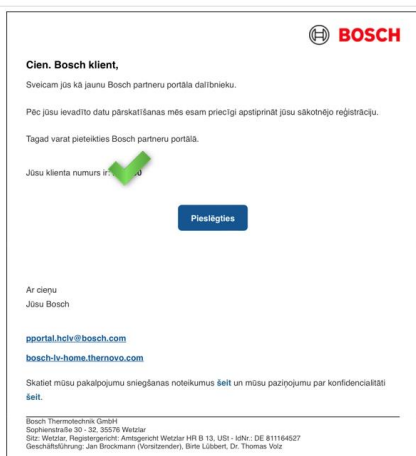 BOSCH
Cien. Bosch klient,
Sveicam jūs kā jaunu Bosch partneru portāla dalībnieku.
Pēc jūsu ievadīto datu pārskatīšanas mēs esam priecīgi apstiprināt jūsu sākotnējo reģistrāciju.
Tagad varat pieteikties Bosch partneru portālā.
Jūsu klienta numurs ir: 0
Pieslēgties
Ar cieņu
Jūsu Bosch
pportal.hclv@bosch.com
bosch-lv-home.thernovo.com
Skatiet mūsu pakalpojumu sniegšanas noteikumus šeit un mūsu paziņojumu par konfidencialitāti
šeit.
Bosch Thermotechnik GmbH
Sophienstraße 30 - 32, 35576 Wetzlar
Sitz: Wetzlar, Registergericht: Amtsgericht Wetzlar HR B 13, USt - IdNr.: DE 811164527
Geschäftsführung: Jan Brockmann (Vorsitzender), Birte Lübbert, Dr. Thomas Volz